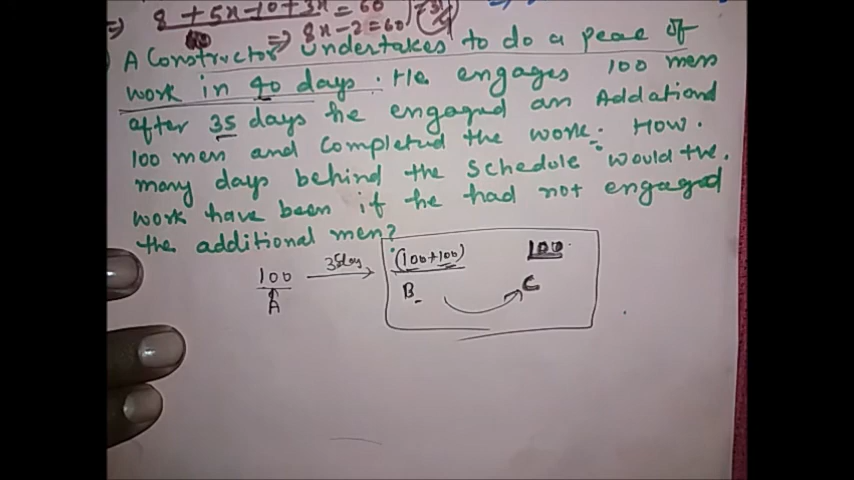 8 + 5x - 10 + 3x = 60
⇒ 8x - 2 = 60
A Constructor undertakes to do a peae of
work in 40 days. He engages 100 men
after 35 days he engaged an Addational
100 men and completed the work. How
many days behind the schedule would the
work have been if he had not engaged
the additional men?
100 35day (100+100) 100
A B C